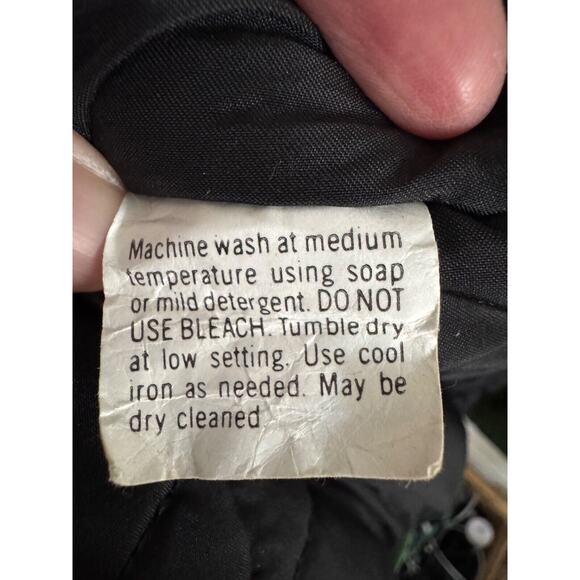 Machine wash at medium
temperature using soap
or mild detergent. DO NOT
USE BLEACH. Tumble dry
at low setting. Use cool
iron as needed. May be
dry cleaned